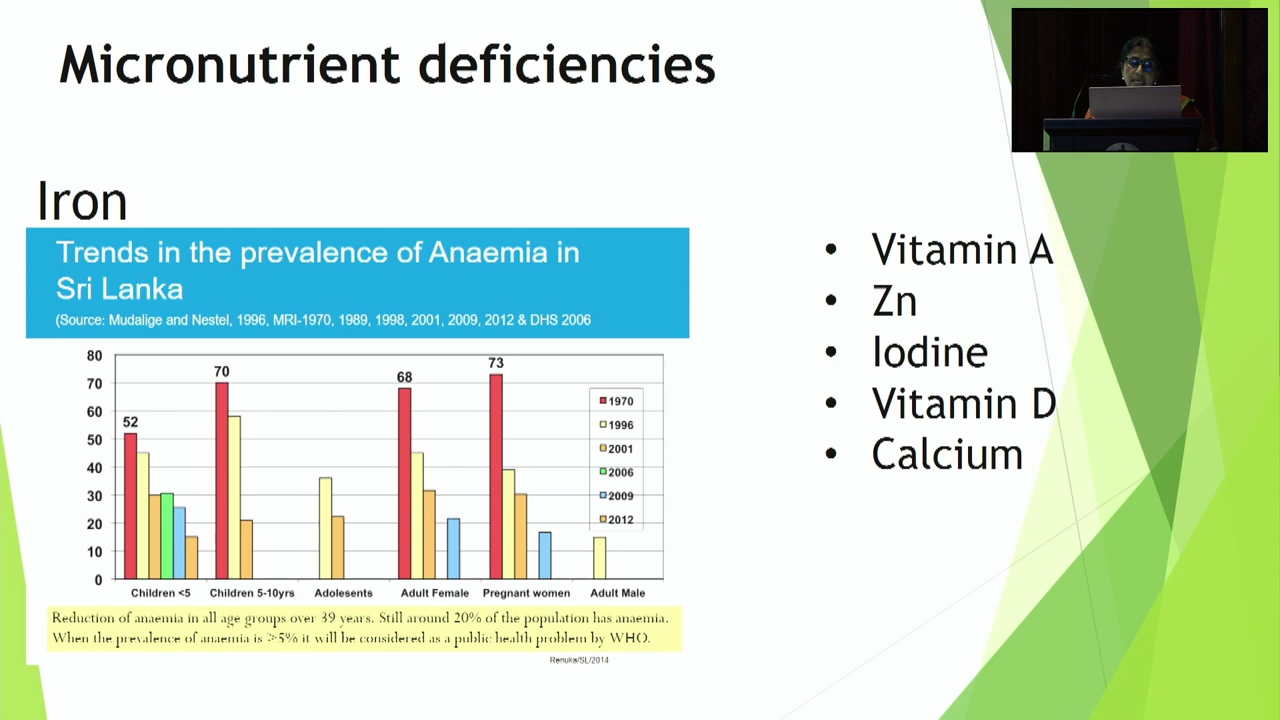 Micronutrient deficiencies
Iron
Trends in the prevalence of Anaemia in
Sri Lanka
(Source: Mudalige and Nestel, 1996, MRI-1970, 1989, 1998, 2001, 2009, 2012 & DHS 2006
80
70
60
50
40
30
20
10
0
52
70
68
73
1970
1996
2001
2006
2009
2012
Children <5
Children 5-10yrs
Adolesents
Adult Female
Pregnant women
Adult Male
Reduction of anaemia in all age groups over 39 years. Still around 20% of the population has anaemia.
When the prevalence of anaemia is >5% it will be considered as a public health problem by WHO.
Renuka/SL/2014
• Vitamin A
• Zn
• Iodine
• Vitamin D
• Calcium